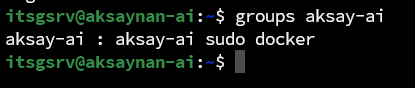 itsgsrv@aksaynan-ai:~$ groups aksay-ai
aksay-ai : aksay-ai sudo docker
itsgsrv@aksaynan-ai:~$